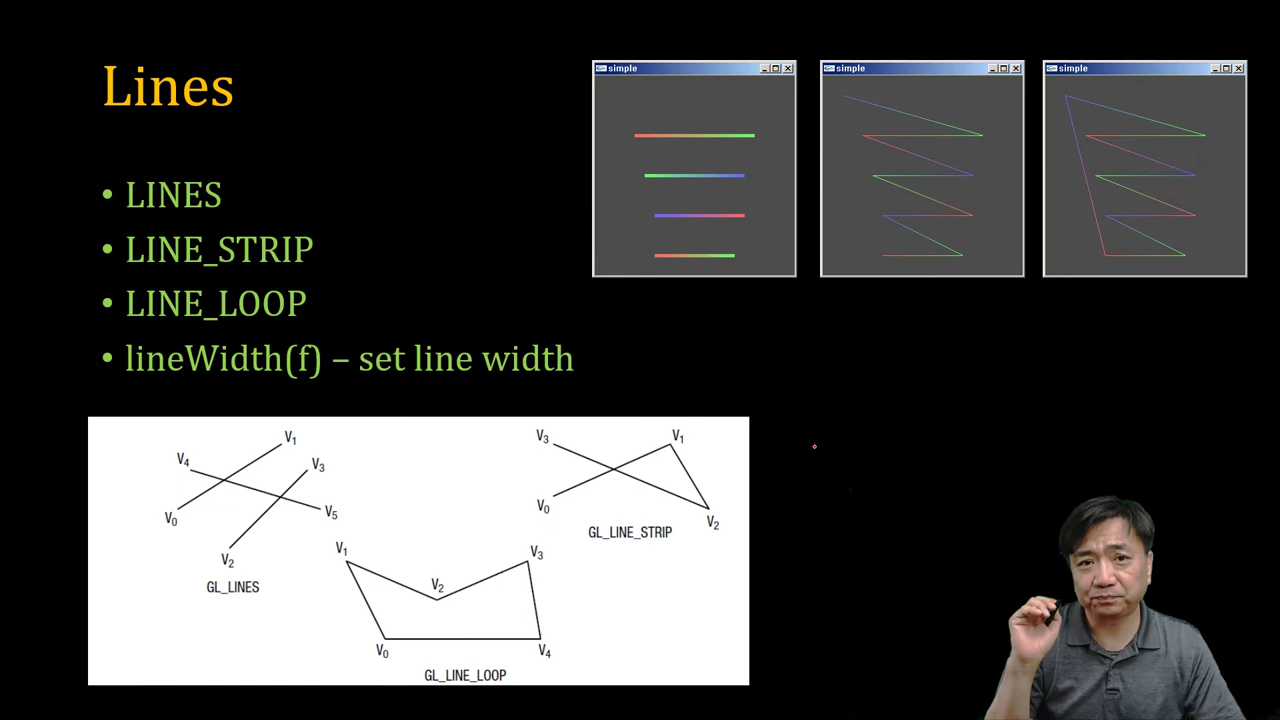 Lines
• LINES
• LINE_STRIP
• LINE_LOOP
• lineWidth(f) – set line width
simple
simple
simple
V4
V1
V3
V0
V5
V2
GL_LINES
V1
V3
V2
V0
V4
GL_LINE_LOOP
V3
V1
V0
V2
GL_LINE_STRIP